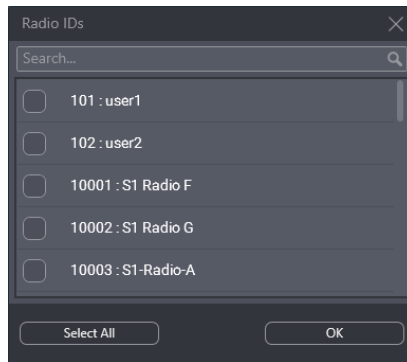 Radio IDs
Search...
101 : user1
102 : user2
10001 : S1 Radio F
10002 : S1 Radio G
10003 : S1-Radio-A
Select All
OK